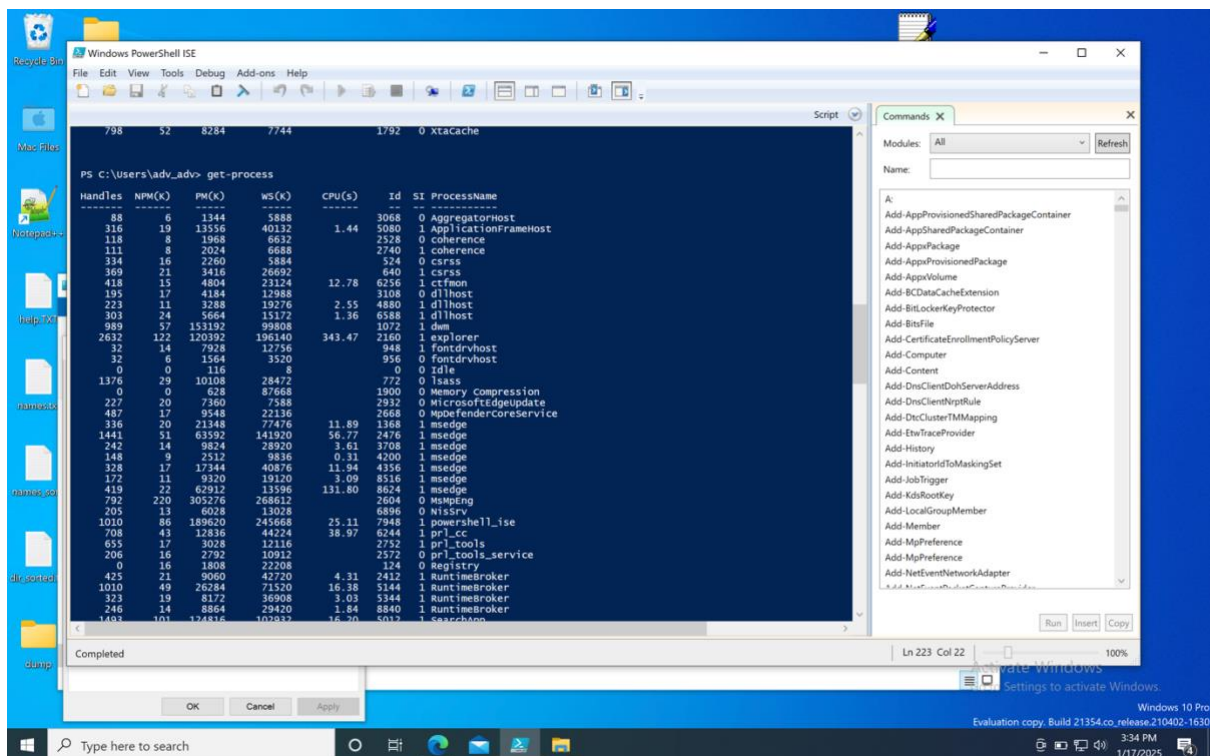 Recycle Bin
Mac Files
Notepad++
help.TXT
dump
Windows PowerShell ISE
File Edit View Tools Debug Add-ons Help
Script
798 52 8284 7744 1792 0 XtaCache
PS C:\Users\adv_adv> get-process
Handles NPM(K) PM(K) WS(K) CPU(s) Id SI ProcessName
------- ------ ----- ----- ------ -- -- -----------
88 6 1344 5888 3068 0 AggregatorHost
316 19 13556 40132 1.44 5080 1 ApplicationFrameHost
118 8 1968 6632 2528 0 coherence
111 8 2024 6688 2740 1 coherence
334 16 2260 5884 524 0 csrss
369 21 3416 26692 640 1 csrss
418 15 4804 23124 12.78 6256 1 ctfmon
195 17 4184 12988 3108 0 dllhost
223 11 3288 19276 2.55 4880 1 dllhost
303 24 5664 15172 1.36 6588 1 dllhost
989 57 153192 99808 1072 1 dwm
2632 122 120392 196140 343.47 2160 1 explorer
32 14 7928 12756 948 1 fontdrvhost
32 6 1564 3520 956 0 fontdrvhost
0 0 116 8 0 0 Idle
1376 29 10108 28472 772 0 lsass
0 0 628 87668 1900 0 Memory Compression
227 20 7360 7588 2932 0 MicrosoftEdgeUpdate
487 17 9548 22136 2668 0 MpDefenderCoreService
336 20 21348 77476 11.89 1368 1 msedge
1441 51 63592 141920 56.77 2476 1 msedge
242 14 9824 28920 3.61 3708 1 msedge
148 9 2512 9836 0.31 4200 1 msedge
328 17 17344 40876 11.94 4356 1 msedge
172 11 9320 19120 3.09 8516 1 msedge
419 22 62912 13596 131.80 8624 1 msedge
792 220 305276 268612 2604 0 MsMpEng
205 13 6028 13028 6896 0 NisSrv
1010 86 189620 245668 25.11 7948 1 powershell_ise
708 43 12836 44224 38.97 6244 1 prl_cc
655 17 3028 12116 2752 1 prl_tools
206 16 2792 10912 2572 0 prl_tools_service
0 16 1808 22208 124 0 Registry
425 21 9060 42720 4.31 2412 1 RuntimeBroker
1010 49 26284 71520 16.38 5144 1 RuntimeBroker
323 19 8172 36908 3.03 5344 1 RuntimeBroker
246 14 8864 29420 1.84 8840 1 RuntimeBroker
1493 101 124816 102932 16.20 5012 1 SearchApp
Commands
Modules: All Refresh
Name:
A:
Add-AppProvisionedSharedPackageContainer
Add-AppSharedPackageContainer
Add-AppxPackage
Add-AppxProvisionedPackage
Add-AppxVolume
Add-BCDataCacheExtension
Add-BitLockerKeyProtector
Add-BitsFile
Add-CertificateEnrollmentPolicyServer
Add-Computer
Add-Content
Add-DnsClientDohServerAddress
Add-DnsClientNrptRule
Add-DtcClusterTMMapping
Add-EtwTraceProvider
Add-History
Add-InitiatorIdToMaskingSet
Add-JobTrigger
Add-KdsRootKey
Add-LocalGroupMember
Add-Member
Add-MpPreference
Add-MpPreference
Add-NetEventNetworkAdapter
Run Insert Copy
Completed
Ln 223 Col 22
100%
Activate Windows
Settings to activate Windows.
OK Cancel Apply
Windows 10 Pro
Evaluation copy. Build 21354.co_release.210402-1630
Type here to search
3:34 PM
1/17/2025
4